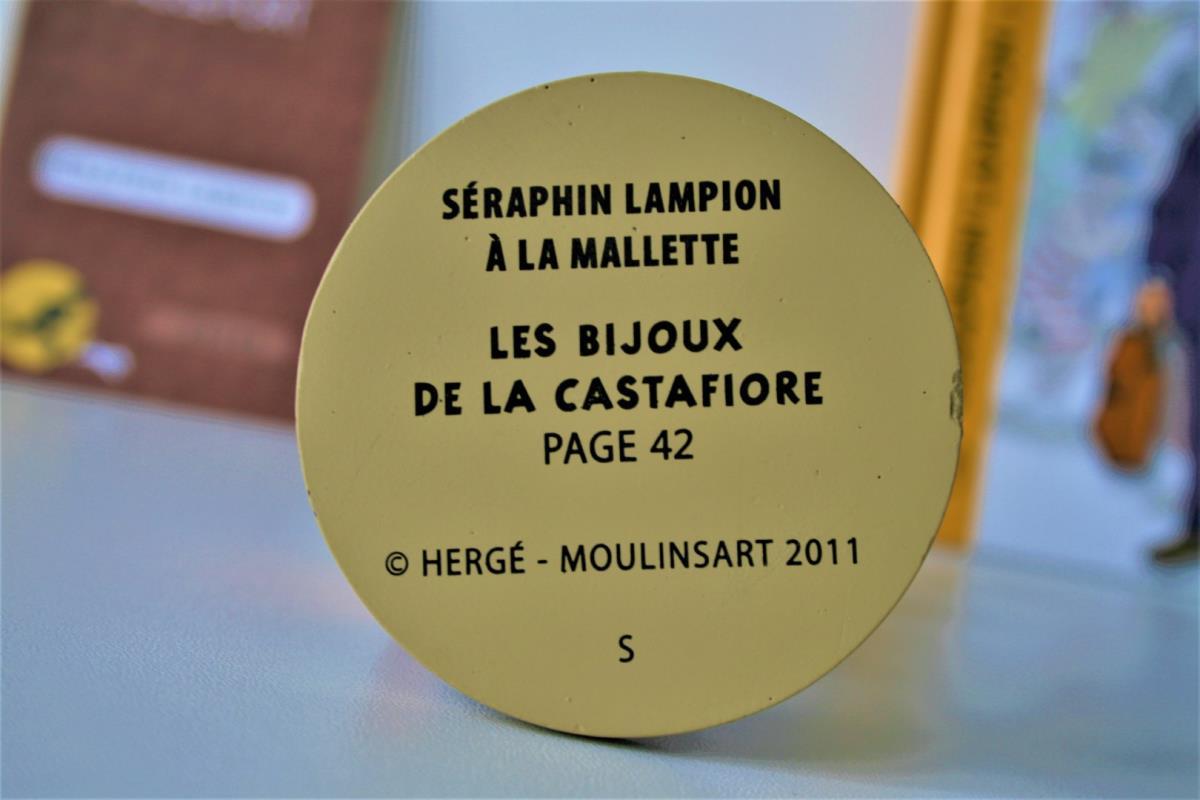 SÉRAPHIN LAMPION
À LA MALLETTE
LES BIJOUX
DE LA CASTAFIORE
PAGE 42
© HERGÉ - MOULINSART 2011
S